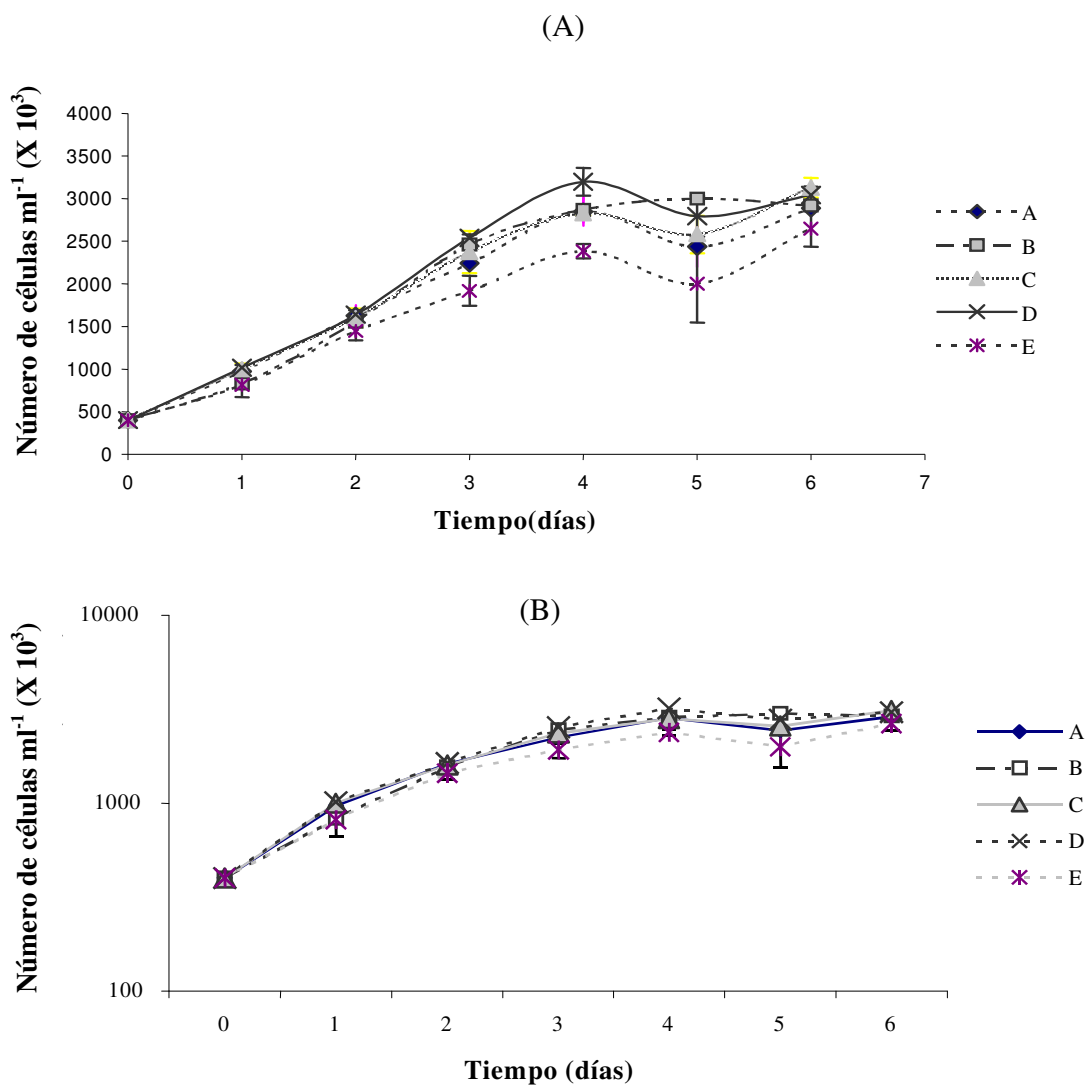 (A)
Número de células ml-1 (X 103)
4000
3500
3000
2500
2000
1500
1000
500
0
0 1 2 3 4 5 6 7
Tiempo(días)
A
B
C
D
E
(B)
Número de células ml-1 (X 103)
10000
1000
100
0 1 2 3 4 5 6
Tiempo (días)
A
B
C
D
E